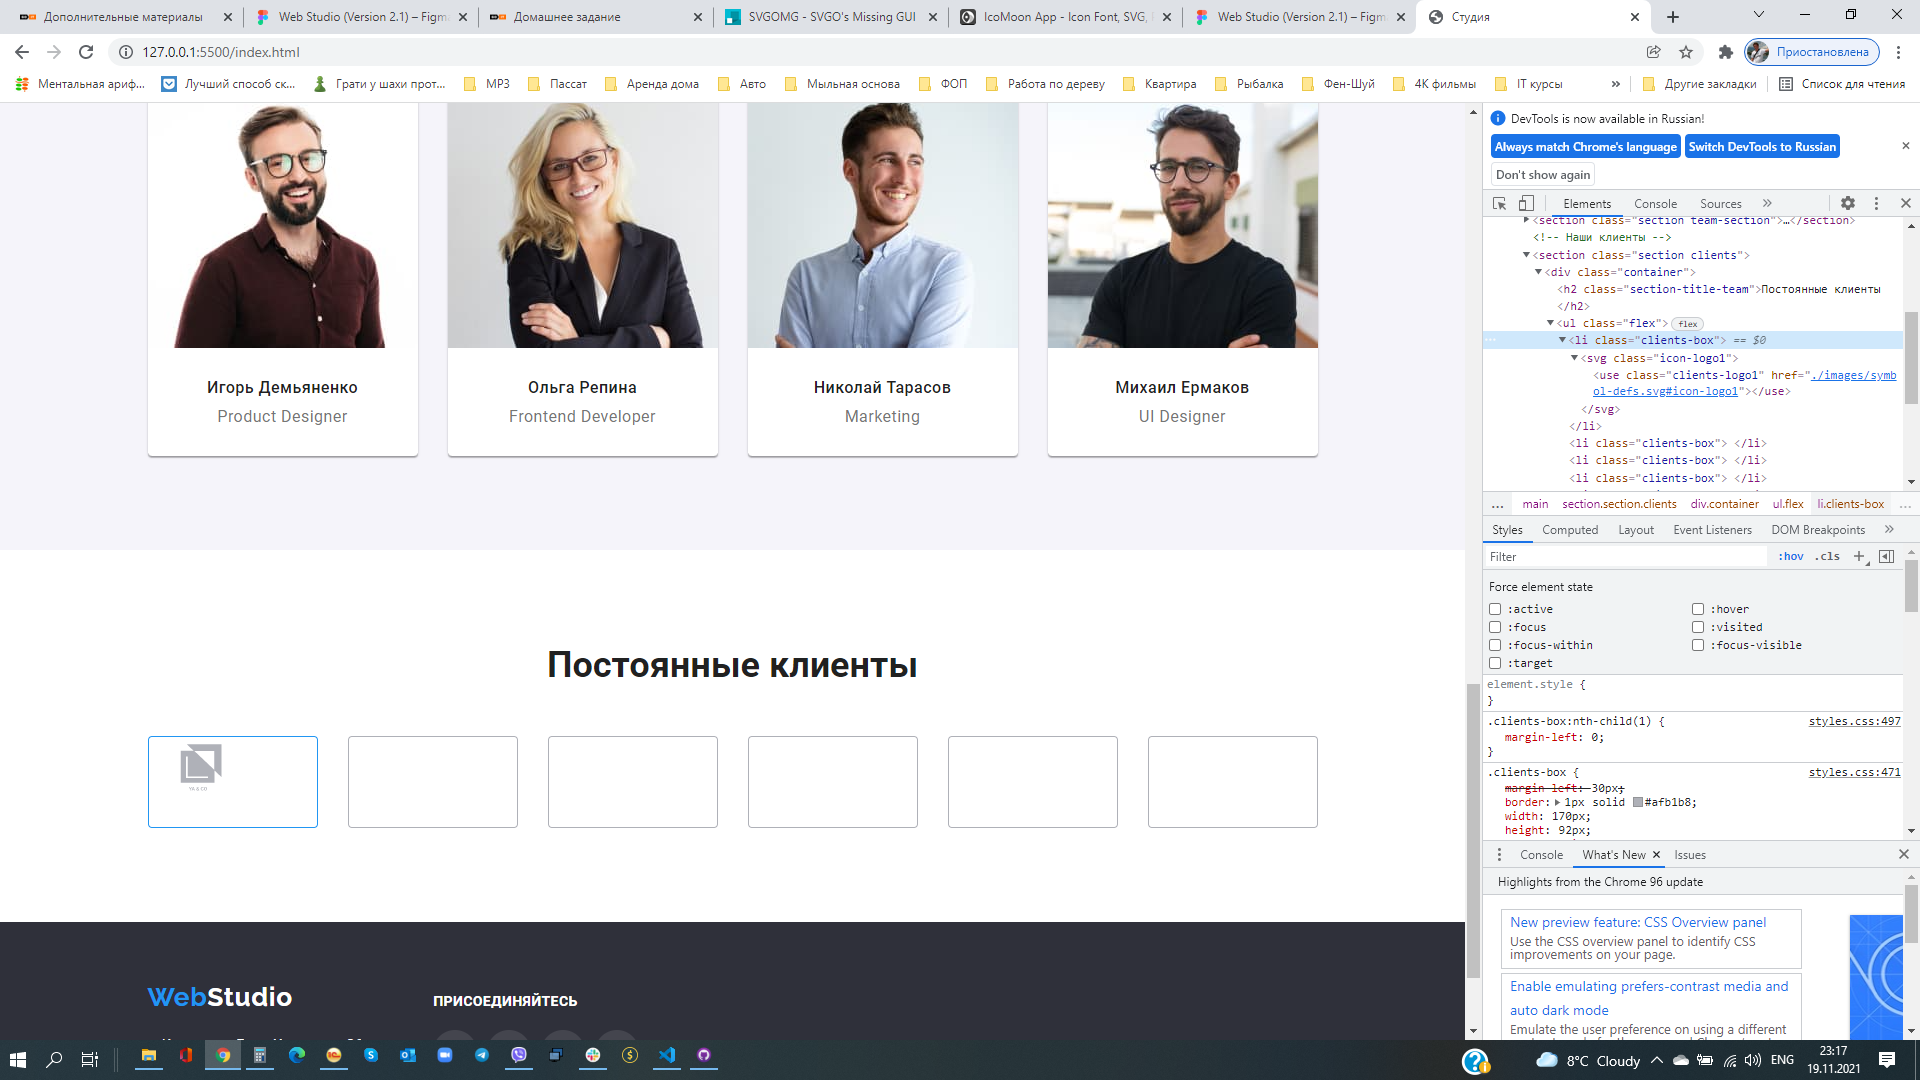 Дополнительные материалы
Web Studio (Version 2.1) – Figm
Домашнее задание
SVGOMG - SVGO's Missing GUI
IcoMoon App - Icon Font, SVG,
Web Studio (Version 2.1) – Figm
Студия
127.0.0.1:5500/index.html
Приостановлена
Ментальная ариф...
Лучший способ ск...
Грати у шахи прот...
МРЗ
Пассат
Аренда дома
Авто
Мыльная основа
ФОП
Работа по дереву
Квартира
Рыбалка
Фен-Шуй
4К фильмы
IT курсы
»
Другие закладки
Список для чтения
Игорь Демьяненко
Product Designer
Ольга Репина
Frontend Developer
Николай Тарасов
Marketing
Михаил Ермаков
UI Designer
Постоянные клиенты
YA & CO
WebStudio
ПРИСОЕДИНЯЙТЕСЬ
DevTools is now available in Russian!
Always match Chrome's language
Switch DevTools to Russian
Don't show again
Elements
Console
Sources
»
<section class="section team-section">…</section>
<!-- Наши клиенты -->
<section class="section clients">
<div class="container">
<h2 class="section-title-team">Постоянные клиенты
</h2>
<ul class="flex"> flex
<li class="clients-box"> == $0
<svg class="icon-logo1">
<use class="clients-logo1" href="./images/symb
ol-defs.svg#icon-logo1"></use>
</svg>
</li>
<li class="clients-box"> </li>
<li class="clients-box"> </li>
<li class="clients-box"> </li>
... main section.section.clients div.container ul.flex li.clients-box ...
Styles
Computed
Layout
Event Listeners
DOM Breakpoints
»
Filter
:hov
.cls
Force element state
:active
:hover
:focus
:visited
:focus-within
:focus-visible
:target
element.style {
}
.clients-box:nth-child(1) {
styles.css:497
margin-left: 0;
}
.clients-box {
styles.css:471
margin-left: 30px;
border: 1px solid #afb1b8;
width: 170px;
height: 92px;
Console
What's New
Issues
Highlights from the Chrome 96 update
New preview feature: CSS Overview panel
Use the CSS overview panel to identify CSS
improvements on your page.
Enable emulating prefers-contrast media and
auto dark mode
Emulate the user preference on using a different
8°C Cloudy
ENG
23:17
19.11.2021